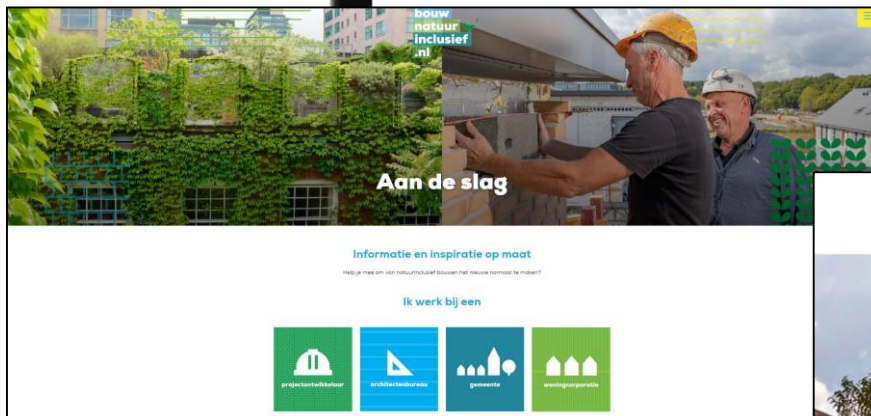 bouw
natuur
inclusief
.nl
Aan de slag
Informatie en inspiratie op maat
Help je mee om van natuurinclusief bouwen het nieuwe normaal te maken?
Ik werk bij een
projectontwikkelaar
architectenbureau
gemeente
woningcorporatie